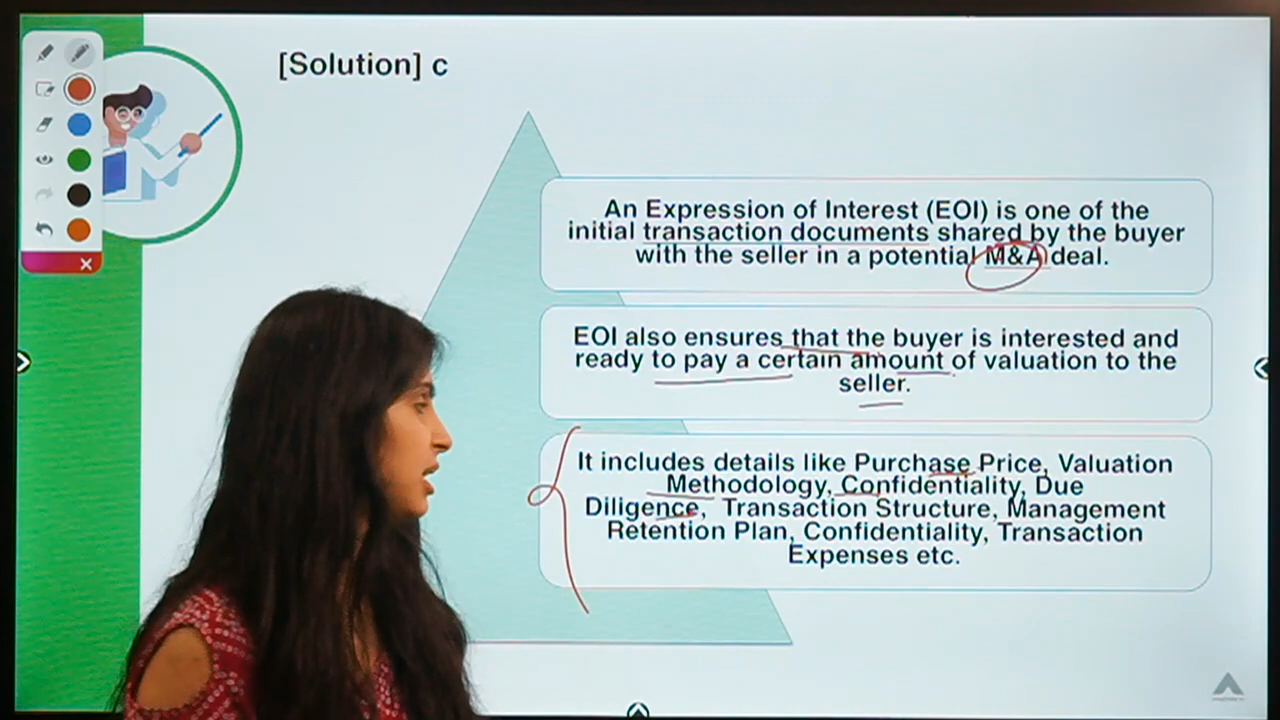 [Solution] c
An Expression of Interest (EOI) is one of the
initial transaction documents shared by the buyer
with the seller in a potential M&A deal.
EOI also ensures that the buyer is interested and
ready to pay a certain amount of valuation to the
seller.
It includes details like Purchase Price, Valuation
Methodology, Confidentiality, Due
Diligence, Transaction Structure, Management
Retention Plan, Confidentiality, Transaction
Expenses etc.